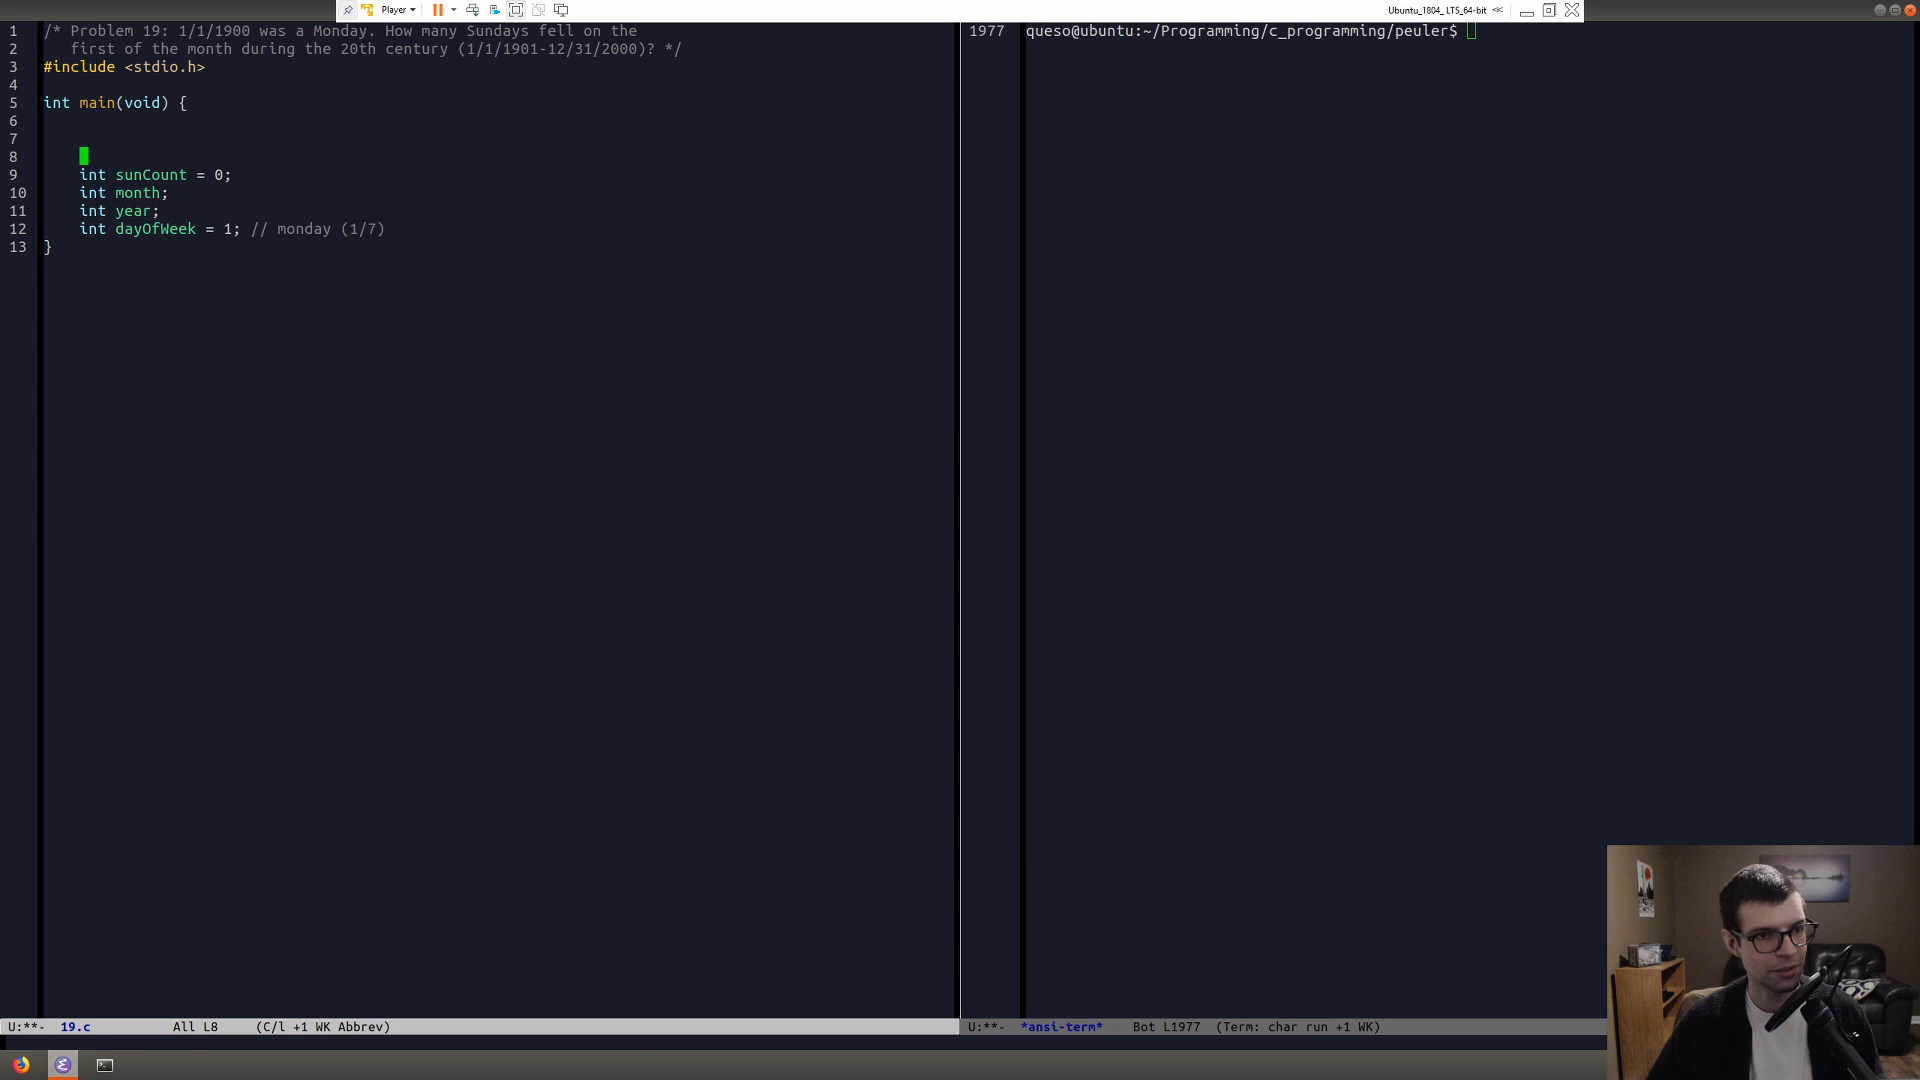 Player
Ubuntu_1804_ LTS_64-bit
1 /* Problem 19: 1/1/1900 was a Monday. How many Sundays fell on the
2 first of the month during the 20th century (1/1/1901-12/31/2000)? */
3 #include <stdio.h>
4
5 int main(void) {
6
7
8
9 int sunCount = 0;
10 int month;
11 int year;
12 int dayOfWeek = 1; // monday (1/7)
13 }
U:**- 19.c All L8 (C/l +1 WK Abbrev)
1977 queso@ubuntu:~/Programming/c_programming/peuler$
U:**- *ansi-term* Bot L1977 (Term: char run +1 WK)